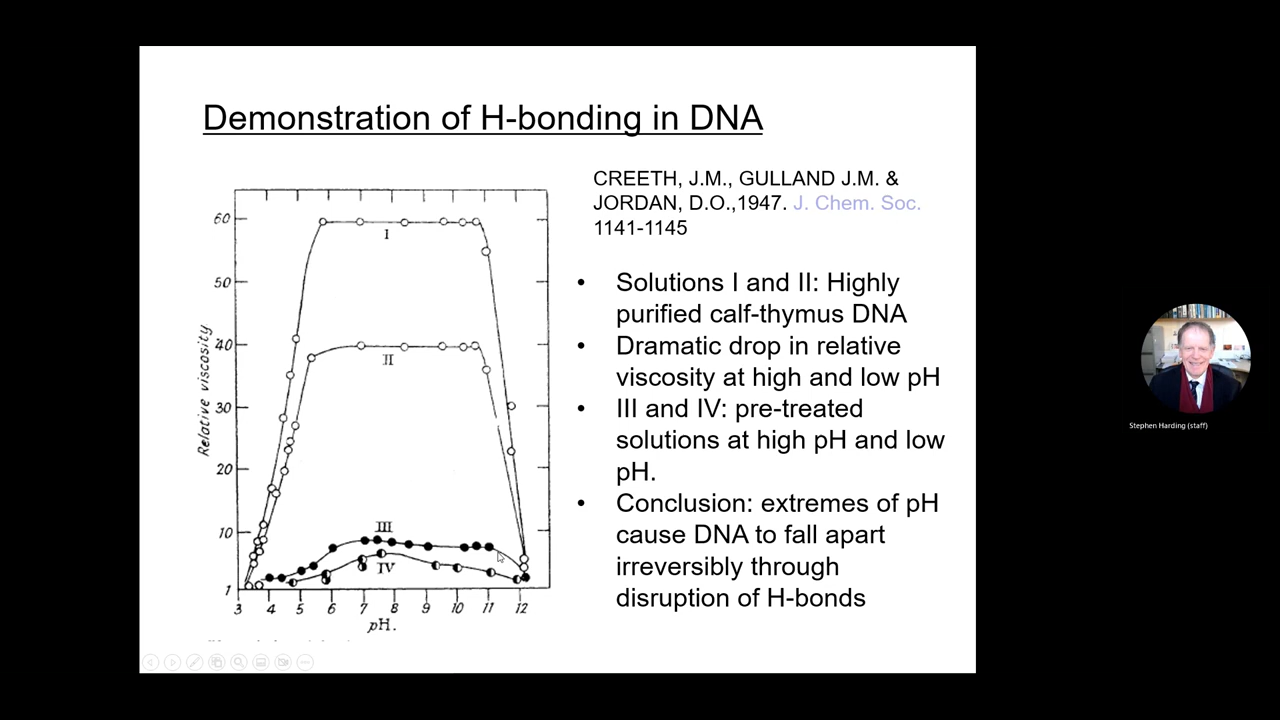 Demonstration of H-bonding in DNA
CREETH, J.M., GULLAND J.M. &
JORDAN, D.O.,1947. J. Chem. Soc.
1141-1145
• Solutions I and II: Highly
purified calf-thymus DNA
• Dramatic drop in relative
viscosity at high and low pH
• III and IV: pre-treated
solutions at high pH and low
pH.
• Conclusion: extremes of pH
cause DNA to fall apart
irreversibly through
disruption of H-bonds
Relative viscosity
60
50
40
30
20
10
1
I
II
III
IV
3 4 5 6 7 8 9 10 11 12
pH.
Stephen Harding (staff)